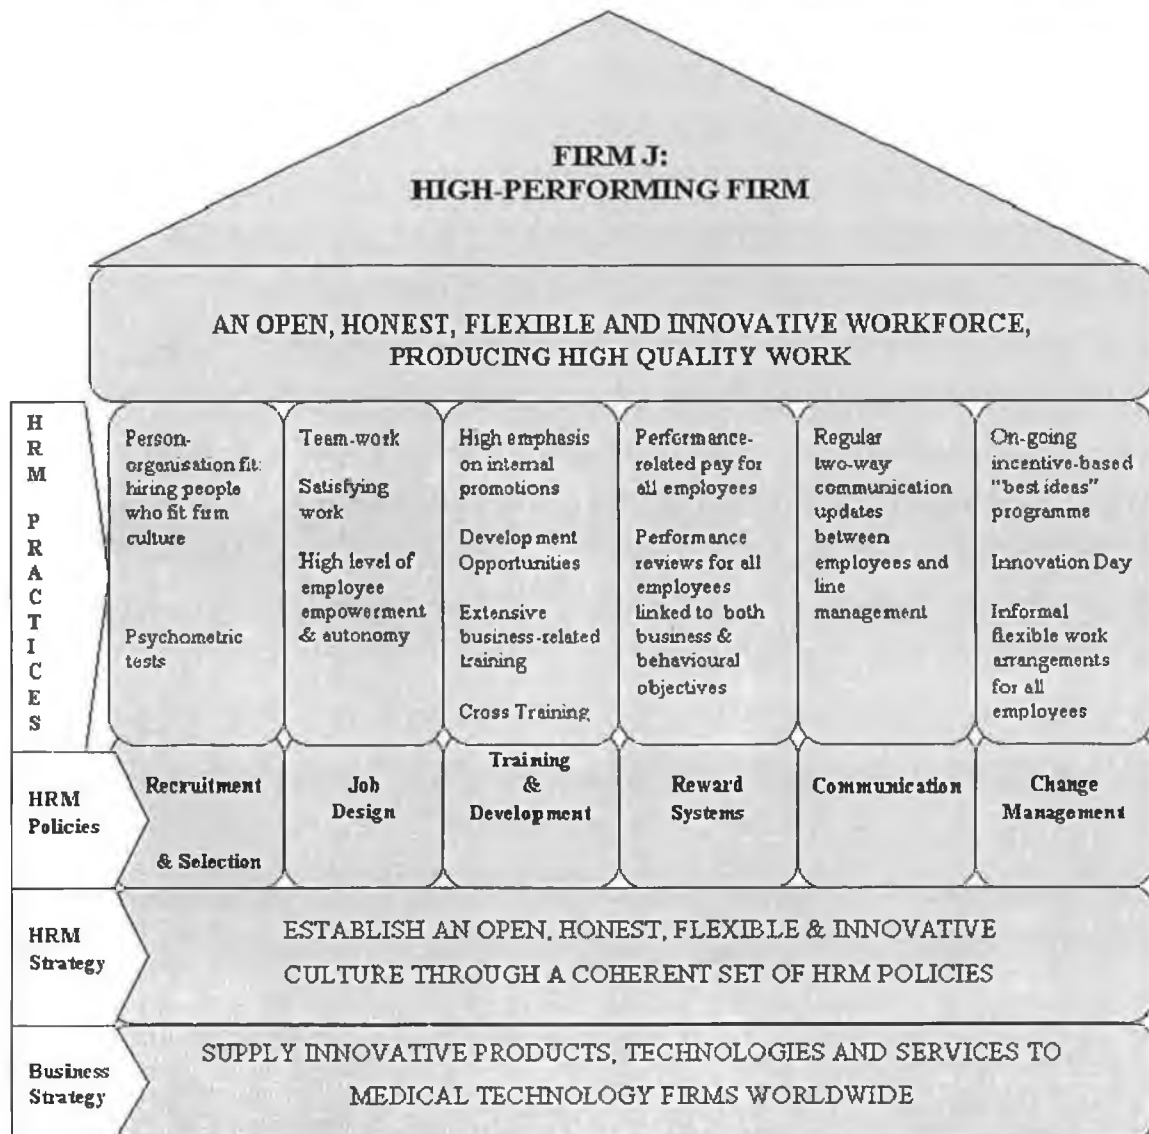 FIRM J:
HIGH-PERFORMING FIRM
AN OPEN, HONEST, FLEXIBLE AND INNOVATIVE WORKFORCE,
PRODUCING HIGH QUALITY WORK
HRM PRACTICES
Person-
organisation fit:
hiring people
who fit firm
culture
Psychometric
tests
Team-work
Satisfying
work
High level of
employee
empowerment
& autonomy
High emphasis
on internal
promotions
Development
Opportunities
Extensive
business-related
training
Cross Training
Performance-
related pay for
all employees
Performance
reviews for all
employees
linked to both
business &
behavioural
objectives
Regular
two-way
communication
updates
between
employees and
line
management
On-going
incentive-based
"best ideas"
programme
Innovation Day
Informal
flexible work
arrangements
for all
employees
HRM
Policies
Recruitment
& Selection
Job
Design
Training
&
Development
Reward
Systems
Communication
Change
Management
HRM
Strategy
ESTABLISH AN OPEN, HONEST, FLEXIBLE & INNOVATIVE
CULTURE THROUGH A COHERENT SET OF HRM POLICIES
Business
Strategy
SUPPLY INNOVATIVE PRODUCTS, TECHNOLOGIES AND SERVICES TO
MEDICAL TECHNOLOGY FIRMS WORLDWIDE